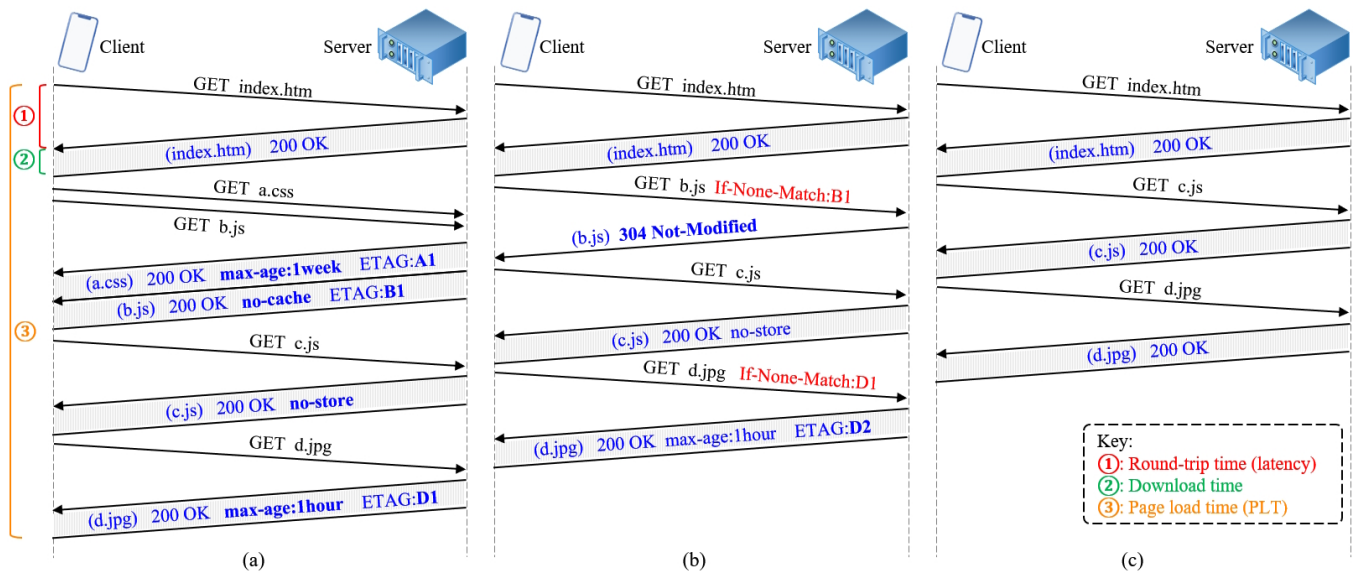 Client
Server
GET index.htm
①
(index.htm) 200 OK
②
GET a.css
GET b.js
(a.css) 200 OK max-age:1week ETAG:A1
(b.js) 200 OK no-cache ETAG:B1
③
GET c.js
(c.js) 200 OK no-store
GET d.jpg
(d.jpg) 200 OK max-age:1hour ETAG:D1
(a)
Client
Server
GET index.htm
(index.htm) 200 OK
GET b.js If-None-Match:B1
(b.js) 304 Not-Modified
GET c.js
(c.js) 200 OK no-store
GET d.jpg If-None-Match:D1
(d.jpg) 200 OK max-age:1hour ETAG:D2
(b)
Client
Server
GET index.htm
(index.htm) 200 OK
GET c.js
(c.js) 200 OK
GET d.jpg
(d.jpg) 200 OK
Key:
①: Round-trip time (latency)
②: Download time
③: Page load time (PLT)
(c)